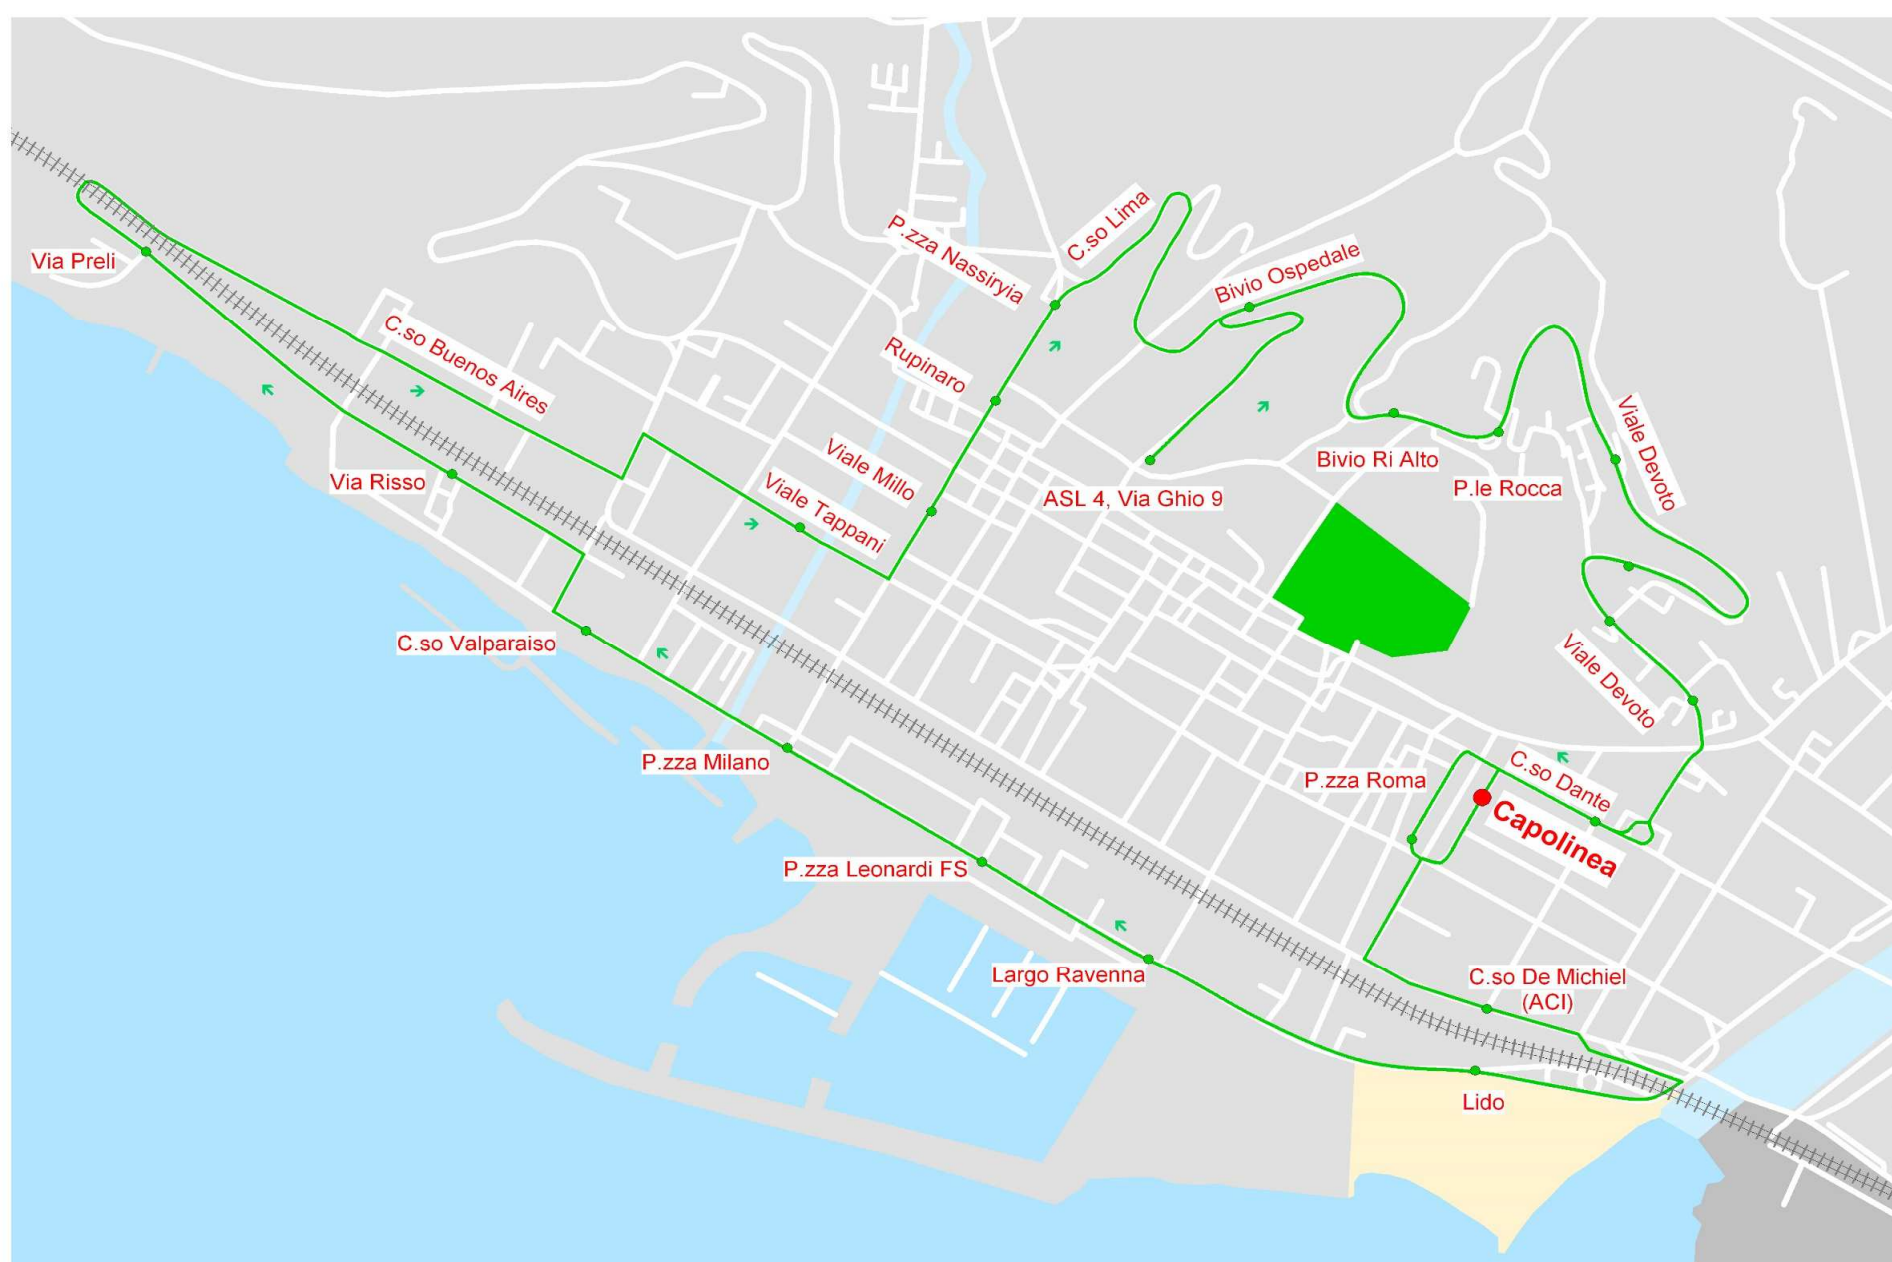 C.so Lima
P.zza Nassiryia
Via Preli
Bivio Ospedale
C.so Buenos Aires
Rupinaro
Viale Devoto
Bivio Ri Alto
Viale Millo
Via Risso
P.le Rocca
ASL 4, Via Ghio 9
Viale Tappani
C.so Valparaiso
Viale Devoto
P.zza Milano
P.zza Roma
C.so Dante
Capolinea
P.zza Leonardi FS
Largo Ravenna
C.so De Michiel
(ACI)
Lido